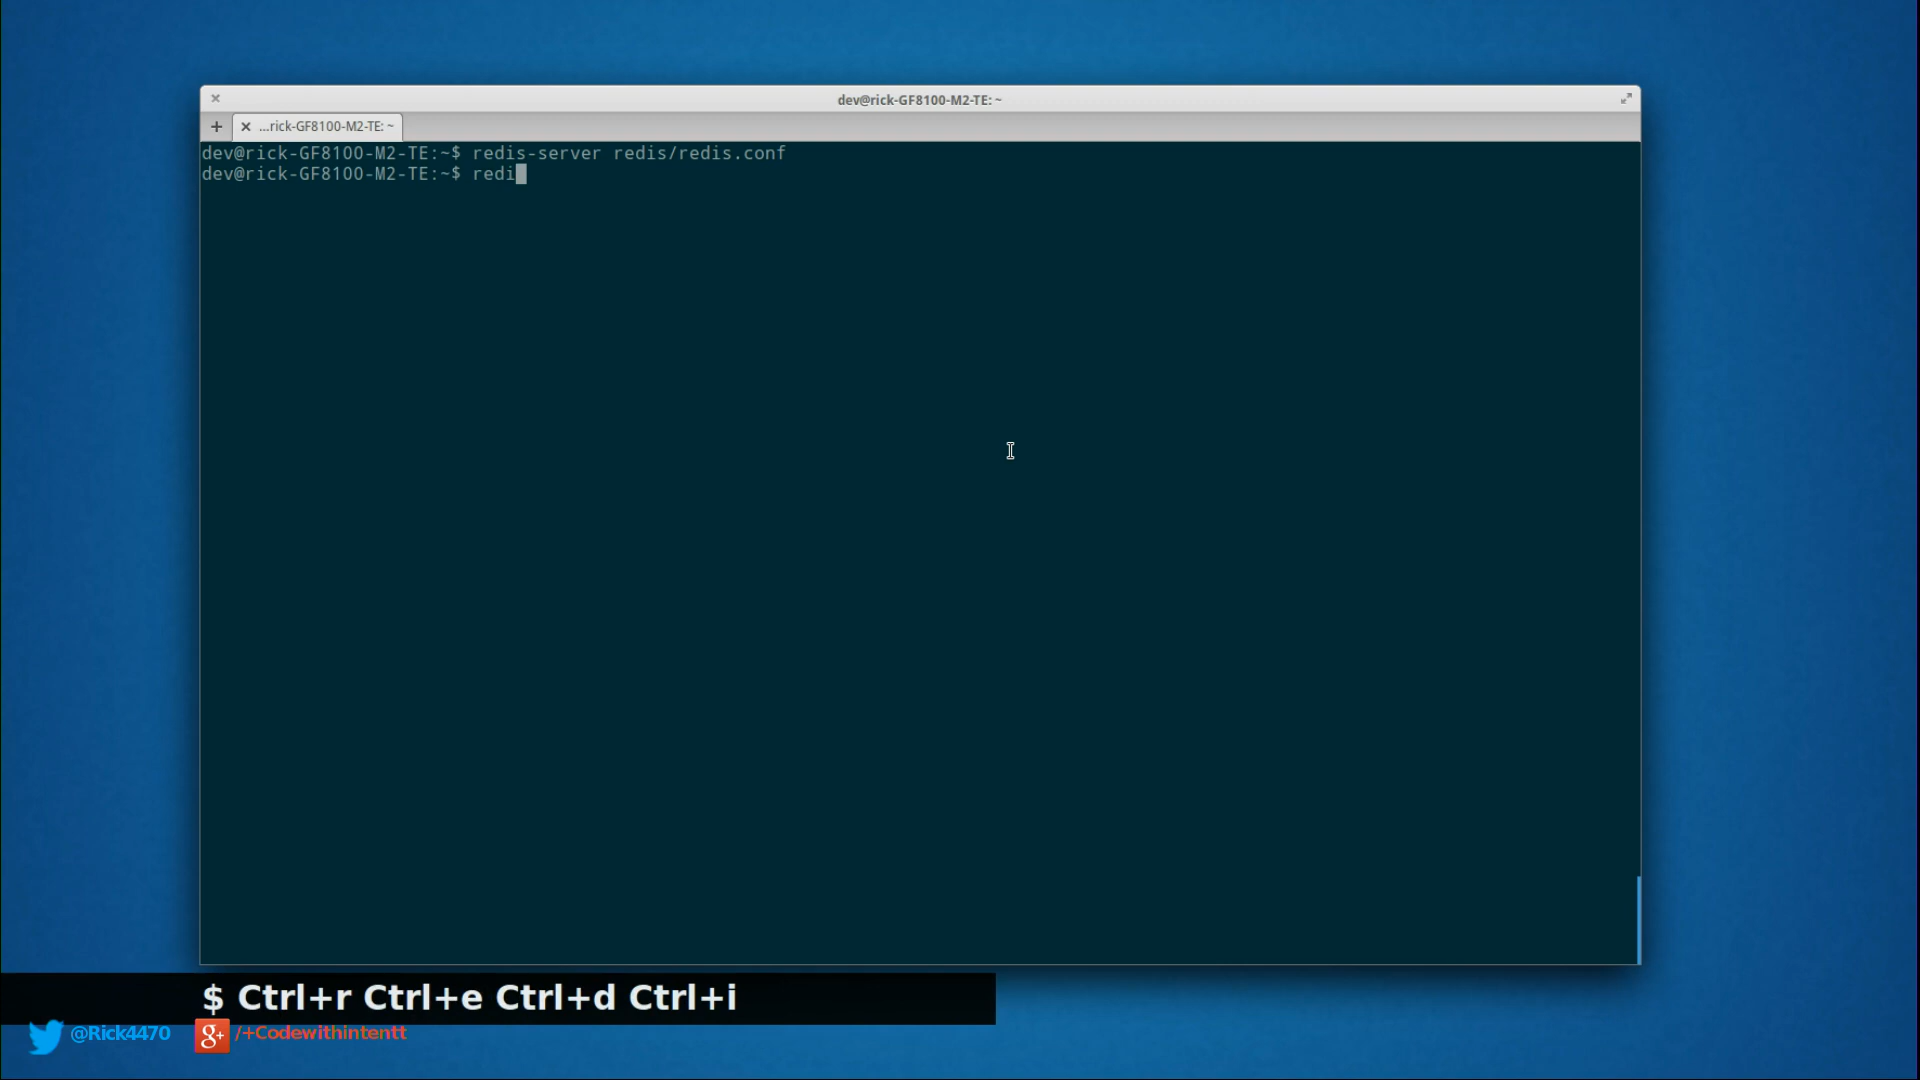 dev@rick-GF8100-M2-TE: ~
...rick-GF8100-M2-TE: ~
dev@rick-GF8100-M2-TE:~$ redis-server redis/redis.conf
dev@rick-GF8100-M2-TE:~$ redi
$ Ctrl+r Ctrl+e Ctrl+d Ctrl+i
@Rick4470 g+ /+Codewithintentt